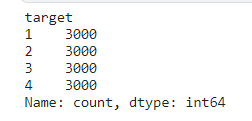 target
1    3000
2    3000
3    3000
4    3000
Name: count, dtype: int64